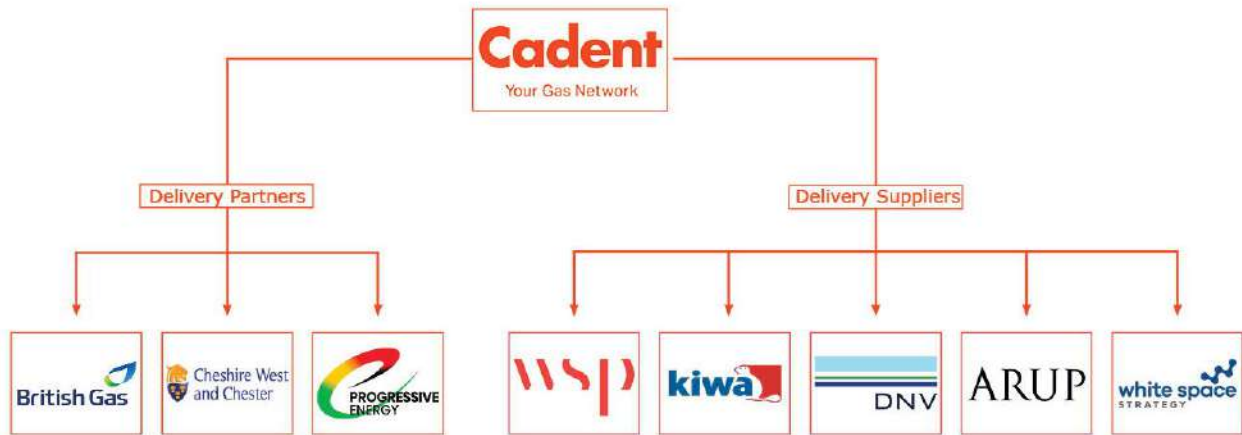 Cadent
Your Gas Network
Delivery Partners
Delivery Suppliers
British Gas
Cheshire West
and Chester
PROGRESSIVE
ENERGY
wsp
kiwa
DNV
ARUP
white space
STRATEGY